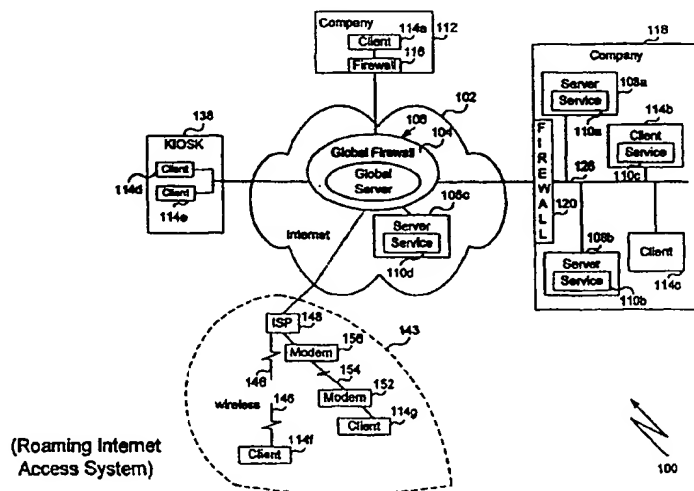 Company
114a
112
Client
116
Firewall
118
Company
108a
Server
Service
114b
110a
Client
Service
110c
126
FIREWALL
120
108b
Server
Service
110b
Client
114c
102
106
104
Global Firewall
Global
Server
108c
Server
Service
110d
Internet
138
KIOSK
Client
114d
Client
114e
ISP
148
143
Modem
156
146
154
wireless
146
152
Modem
114g
Client
114f
Client
(Roaming Internet
Access System)
100